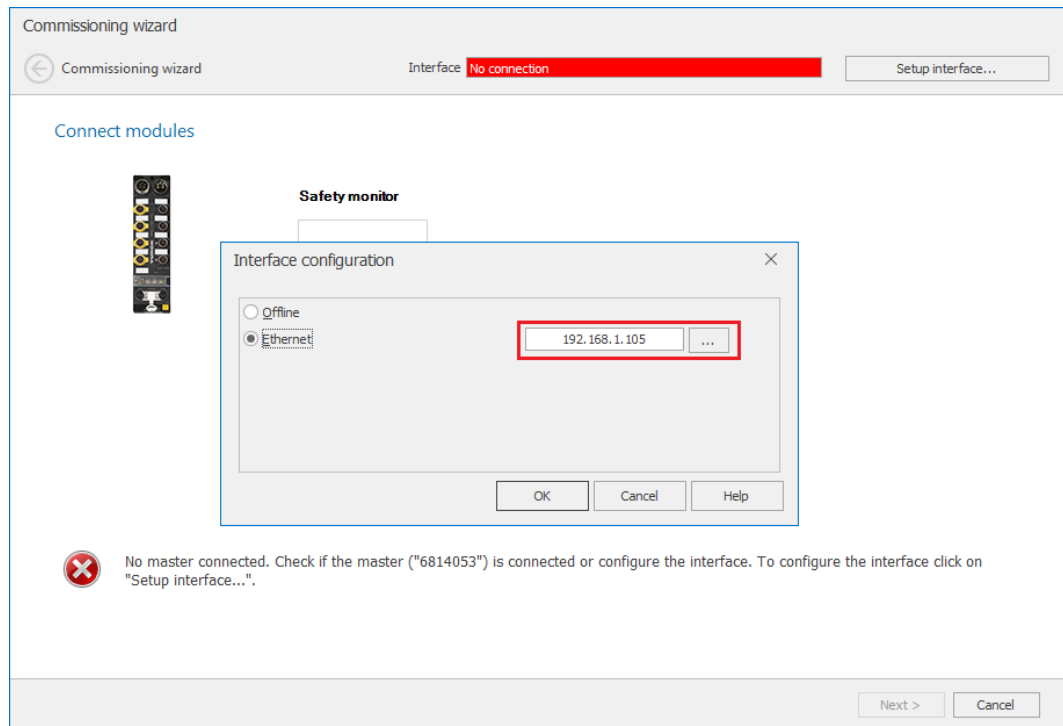 Commissioning wizard
Commissioning wizard
Interface No connection
Setup interface...
Connect modules
Safety monitor
Interface configuration
Offline
Ethernet
192.168.1.105
...
OK
Cancel
Help
No master connected. Check if the master ("6814053") is connected or configure the interface. To configure the interface click on
"Setup interface...".
Next >
Cancel